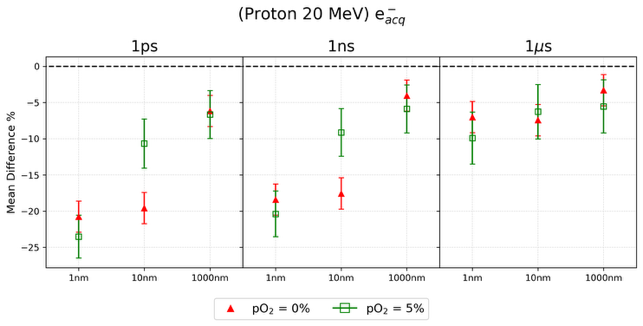 (Proton 20 MeV) e⁻acq
1ps 1ns 1μs
Mean Difference %
0
−5
−10
−15
−20
−25
1nm 10nm 1000nm 1nm 10nm 1000nm 1nm 10nm 1000nm
pO₂ = 0% pO₂ = 5%